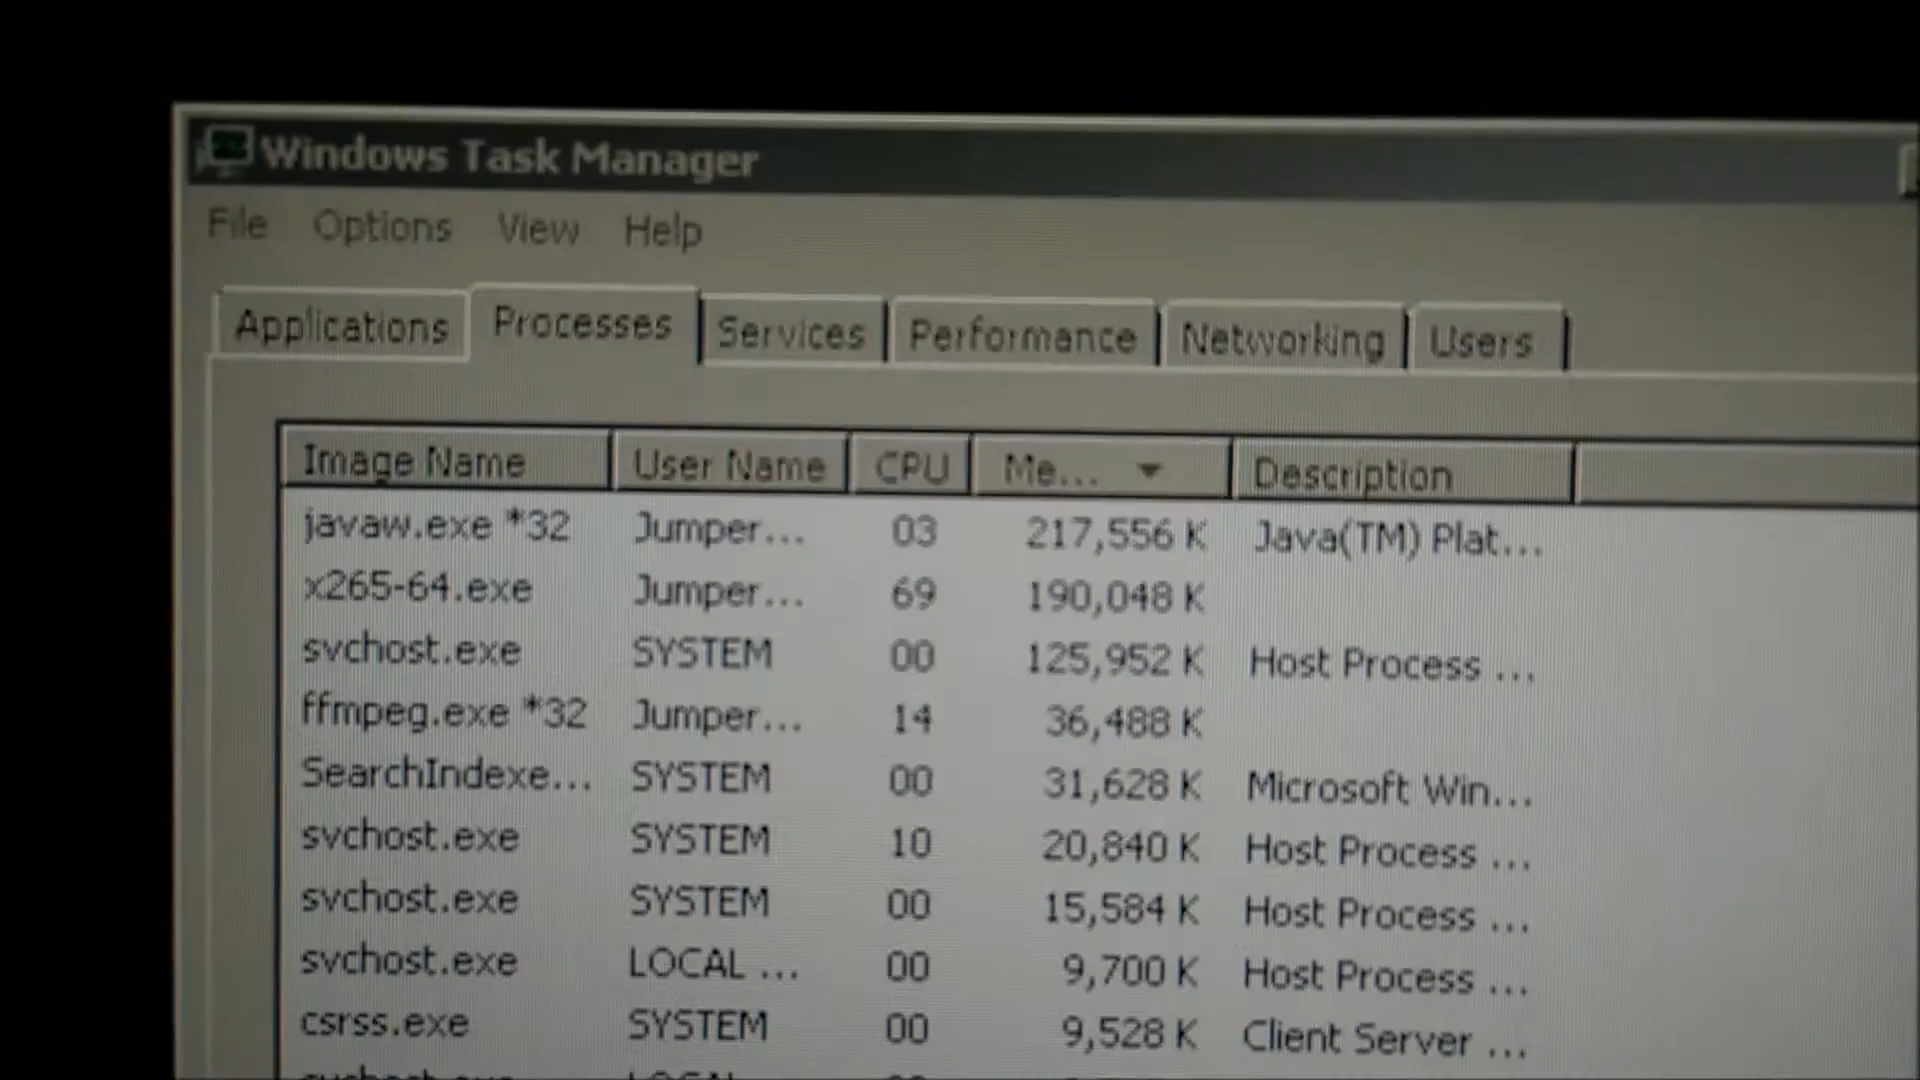 Windows Task Manager
File Options View Help
Applications Processes Services Performance Networking Users
Image Name User Name CPU Me... Description
javaw.exe *32 Jumper... 03 217,556 K Java(TM) Plat...
x265-64.exe Jumper... 69 190,048 K
svchost.exe SYSTEM 00 125,952 K Host Process ...
ffmpeg.exe *32 Jumper... 14 36,488 K
SearchIndexe... SYSTEM 00 31,628 K Microsoft Win...
svchost.exe SYSTEM 10 20,840 K Host Process ...
svchost.exe SYSTEM 00 15,584 K Host Process ...
svchost.exe LOCAL ... 00 9,700 K Host Process ...
csrss.exe SYSTEM 00 9,528 K Client Server ...